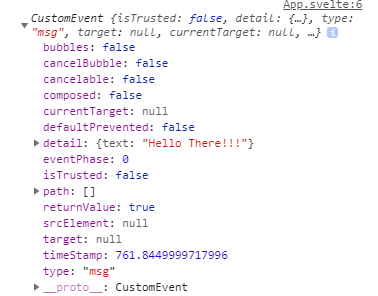 App.svelte:6
CustomEvent {isTrusted: false, detail: {…}, type:
"msg", target: null, currentTarget: null, …} i
bubbles: false
cancelBubble: false
cancelable: false
composed: false
currentTarget: null
defaultPrevented: false
detail: {text: "Hello There!!!"}
eventPhase: 0
isTrusted: false
path: []
returnValue: true
srcElement: null
target: null
timeStamp: 761.8449999717996
type: "msg"
__proto__: CustomEvent